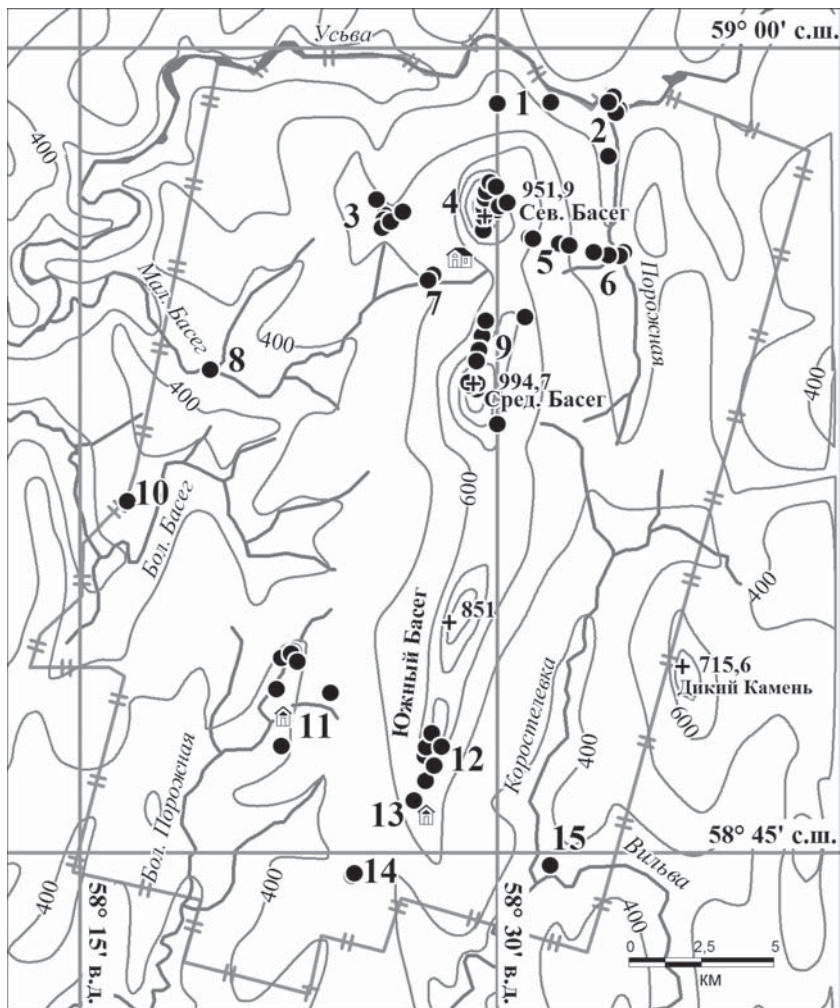 Усьва
59° 00' с.ш.
1
2
400
400
3
4
951,9
Сев. Басег
5
6
7
Мал. Басег
Порожная
8
400
9
994,7
Сред. Басег
400
400
600
10
Бол. Басег
400
851
Южный Басег
715,6
Дикий Камень
600
11
Коростелевка
400
12
Бол. Порожная
13
58° 45' с.ш.
14
15
Вильва
400
400
400
58° 15' в.д.
58° 30' в.д.
0 2,5 5
КМ